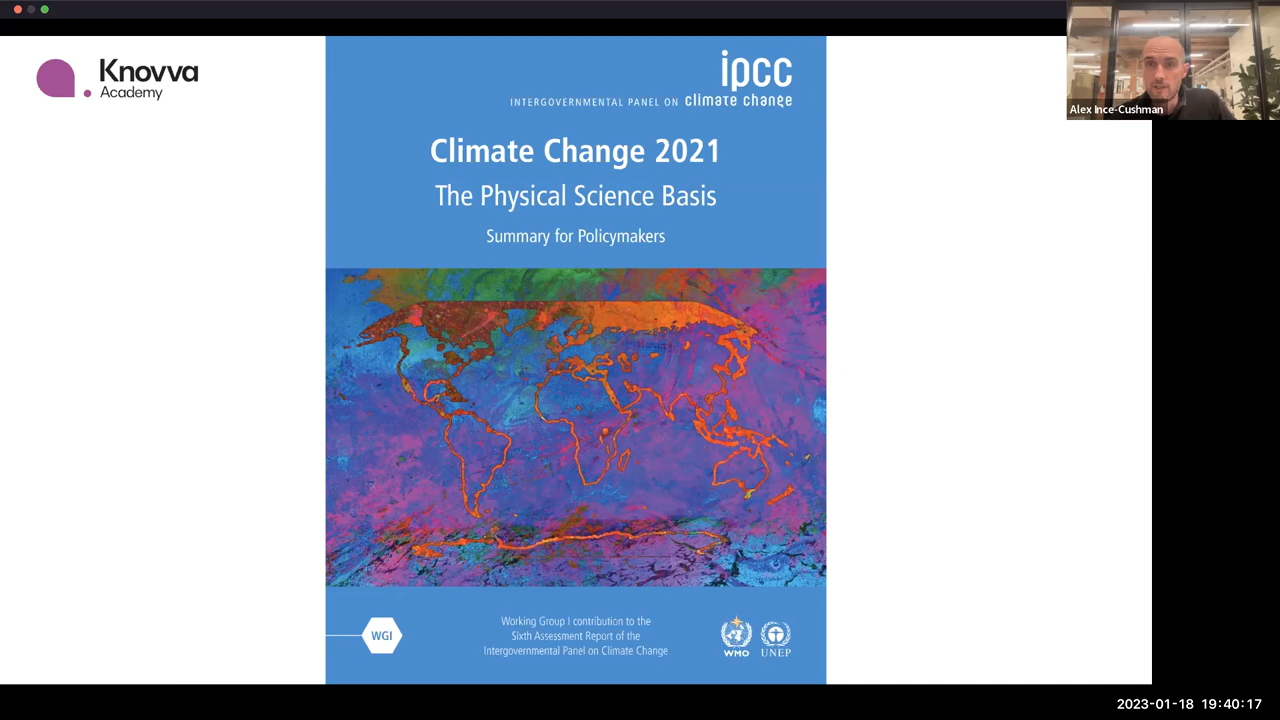 Knovva
Academy
ipcc
INTERGOVERNMENTAL PANEL ON climate change
Climate Change 2021
The Physical Science Basis
Summary for Policymakers
WGI
Working Group I contribution to the
Sixth Assessment Report of the
Intergovernmental Panel on Climate Change
WMO
UNEP
Alex Ince-Cushman
2023-01-18 19:40:17